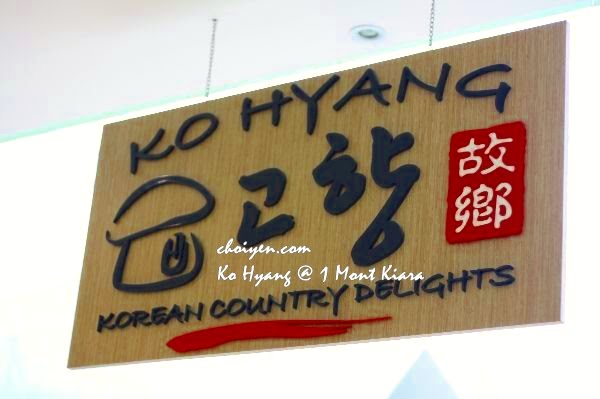 KO HYANG
고향
故鄉
choiyen.com
Ko Hyang @ 1 Mont Kiara
KOREAN COUNTRY DELIGHTS